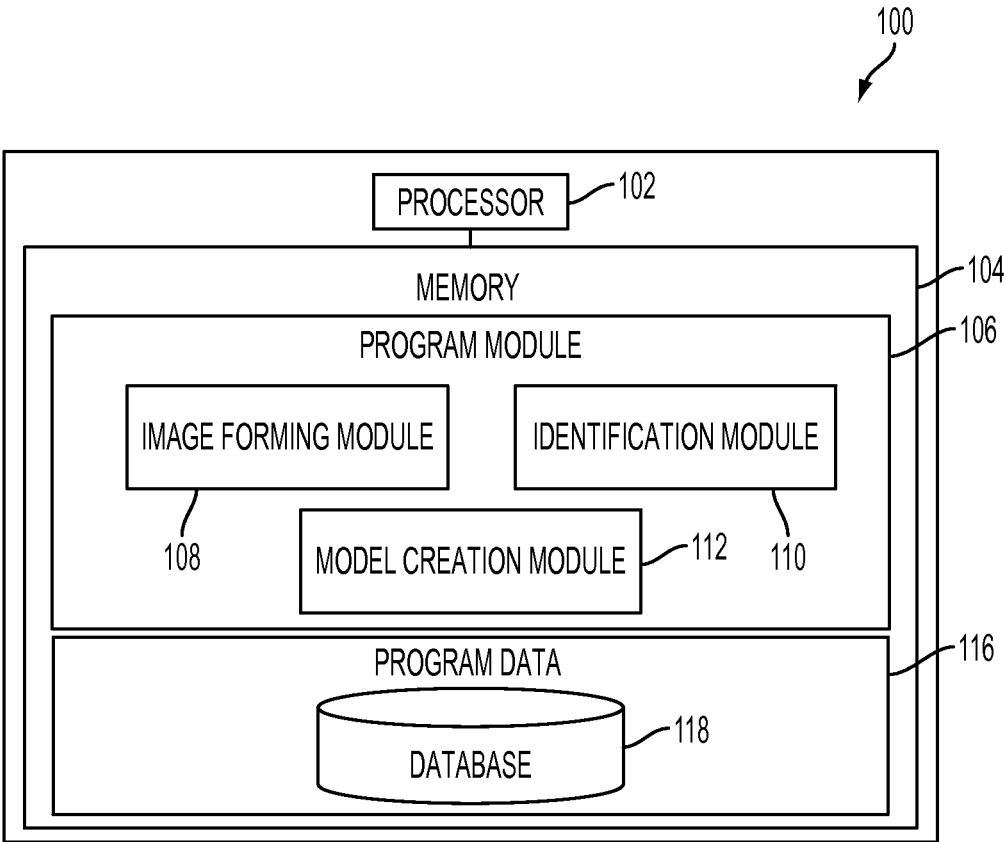 100
PROCESSOR
102
MEMORY
104
PROGRAM MODULE
106
IMAGE FORMING MODULE
IDENTIFICATION MODULE
108
MODEL CREATION MODULE
112
110
PROGRAM DATA
116
DATABASE
118